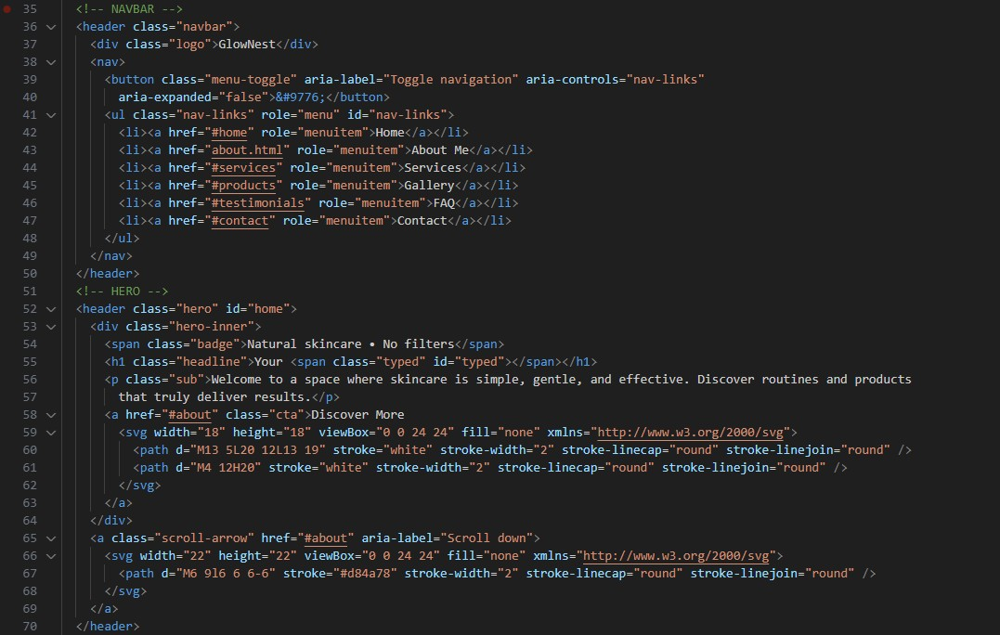 35 <!-- NAVBAR -->
36 <header class="navbar">
37 <div class="logo">GlowNest</div>
38 <nav>
39 <button class="menu-toggle" aria-label="Toggle navigation" aria-controls="nav-links"
40 aria-expanded="false">&#9776;</button>
41 <ul class="nav-links" role="menu" id="nav-links">
42 <li><a href="#home" role="menuitem">Home</a></li>
43 <li><a href="about.html" role="menuitem">About Me</a></li>
44 <li><a href="#services" role="menuitem">Services</a></li>
45 <li><a href="#products" role="menuitem">Gallery</a></li>
46 <li><a href="#testimonials" role="menuitem">FAQ</a></li>
47 <li><a href="#contact" role="menuitem">Contact</a></li>
48 </ul>
49 </nav>
50 </header>
51 <!-- HERO -->
52 <header class="hero" id="home">
53 <div class="hero-inner">
54 <span class="badge">Natural skincare • No filters</span>
55 <h1 class="headline">Your <span class="typed" id="typed"></span></h1>
56 <p class="sub">Welcome to a space where skincare is simple, gentle, and effective. Discover routines and products
57 that truly deliver results.</p>
58 <a href="#about" class="cta">Discover More
59 <svg width="18" height="18" viewBox="0 0 24 24" fill="none" xmlns="http://www.w3.org/2000/svg">
60 <path d="M13 5L20 12L13 19" stroke="white" stroke-width="2" stroke-linecap="round" stroke-linejoin="round" />
61 <path d="M4 12H20" stroke="white" stroke-width="2" stroke-linecap="round" stroke-linejoin="round" />
62 </svg>
63 </a>
64 </div>
65 <a class="scroll-arrow" href="#about" aria-label="Scroll down">
66 <svg width="22" height="22" viewBox="0 0 24 24" fill="none" xmlns="http://www.w3.org/2000/svg">
67 <path d="M6 9l6 6 6-6" stroke="#d84a78" stroke-width="2" stroke-linecap="round" stroke-linejoin="round" />
68 </svg>
69 </a>
70 </header>